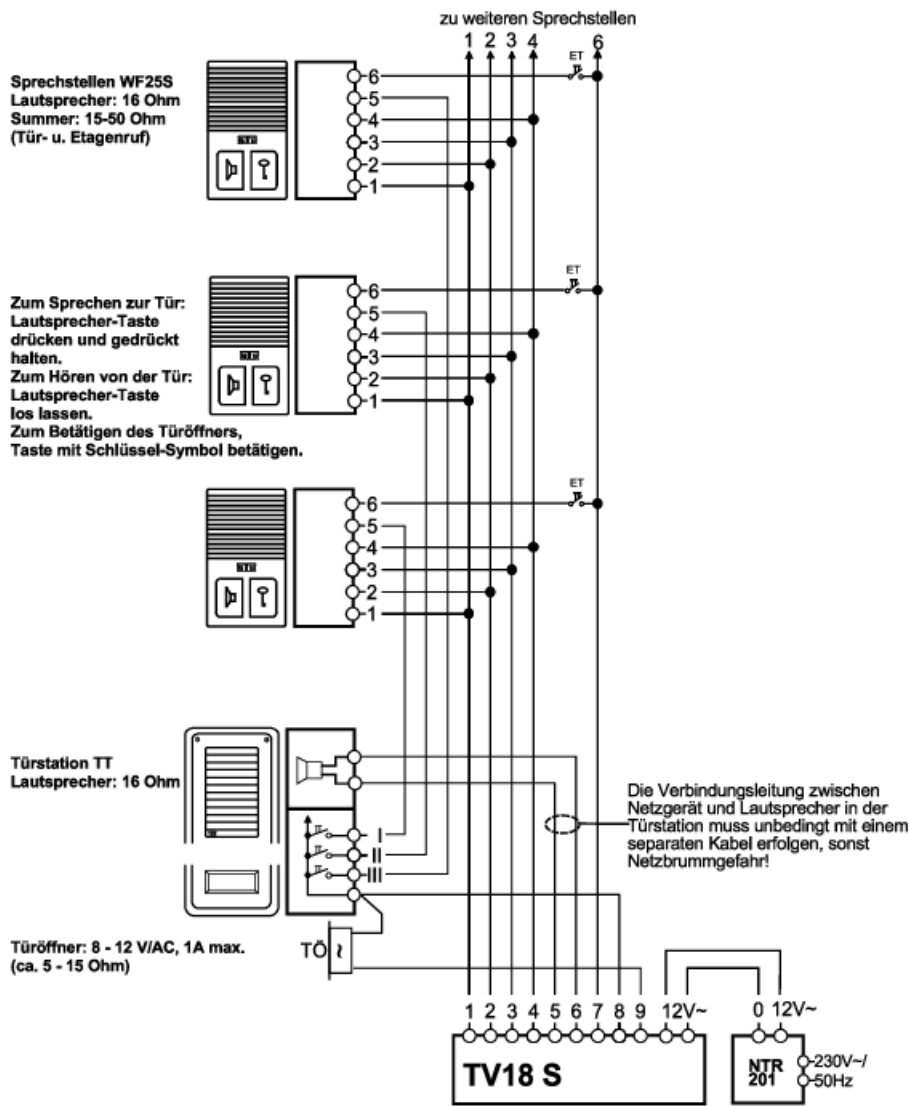 zu weiteren Sprechstellen
1 2 3 4 6
ET
Sprechstellen WF25S
Lautsprecher: 16 Ohm
Summer: 15-50 Ohm
(Tür- u. Etagenruf)
6
5
4
3
2
1
ET
Zum Sprechen zur Tür:
Lautsprecher-Taste
drücken und gedrückt
halten.
Zum Hören von der Tür:
Lautsprecher-Taste
los lassen.
Zum Betätigen des Türöffners,
Taste mit Schlüssel-Symbol betätigen.
6
5
4
3
2
1
ET
6
5
4
3
2
1
Türstation TT
Lautsprecher: 16 Ohm
Die Verbindungsleitung zwischen
Netzgerät und Lautsprecher in der
Türstation muss unbedingt mit einem
separaten Kabel erfolgen, sonst
Netzbrummgefahr!
I
II
III
Türöffner: 8 - 12 V/AC, 1A max.
(ca. 5 - 15 Ohm)
TÖ ~
1 2 3 4 5 6 7 8 9 12V~ 0 12V~
TV18 S
NTR
201
230V~/
50Hz